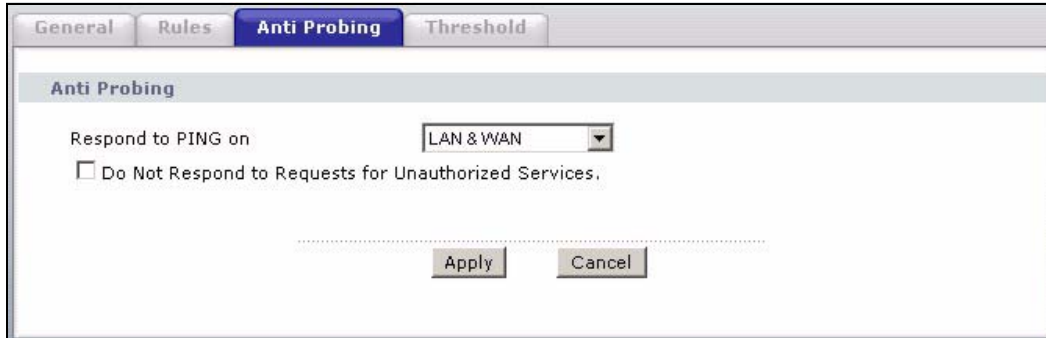 General Rules Anti Probing Threshold
Anti Probing
Respond to PING on LAN & WAN
Do Not Respond to Requests for Unauthorized Services.
Apply Cancel